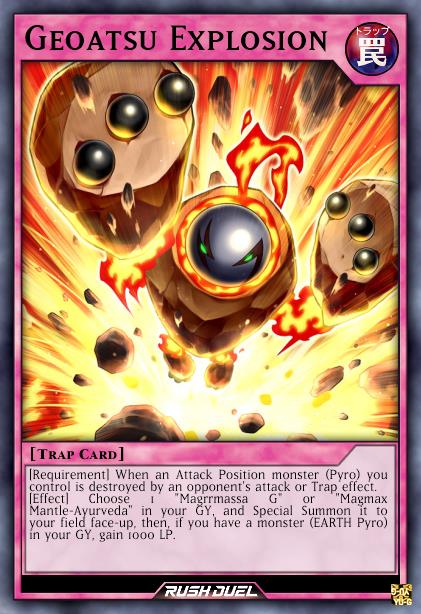 GEOATSU EXPLOSION
トラップ
罠
[TRAP CARD]
[Requirement] When an Attack Position monster (Pyro) you
control is destroyed by an opponent's attack or Trap effect.
[Effect] Choose 1 "Magrrmassa G" or "Magmax
Mantle-Ayurveda" in your GY, and Special Summon it to
your field face-up, then, if you have a monster (EARTH Pyro)
in your GY, gain 1000 LP.
RUSH DUEL